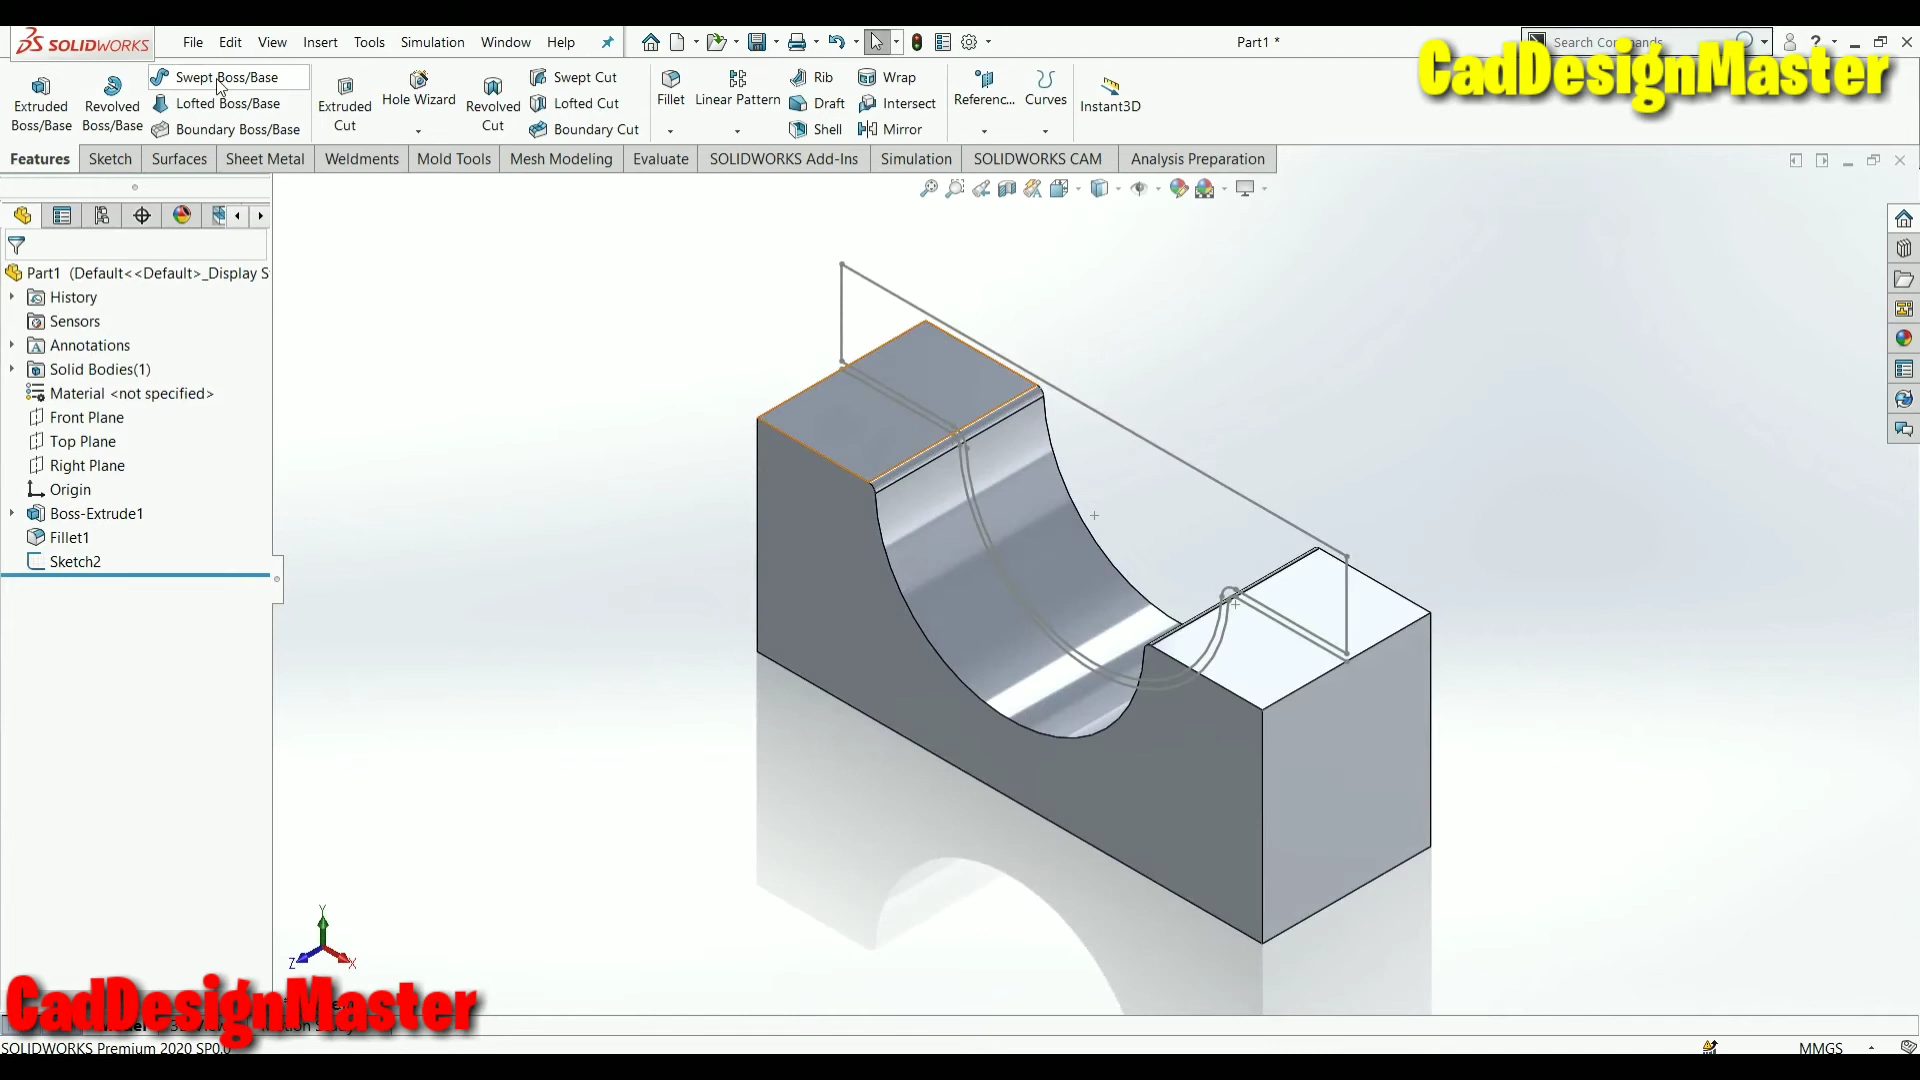 SOLIDWORKS
File Edit View Insert Tools Simulation Window Help
Part1 *
Search Commands
CadDesignMaster
Extruded Boss/Base
Revolved Boss/Base
Swept Boss/Base
Lofted Boss/Base
Boundary Boss/Base
Extruded Cut
Hole Wizard
Revolved Cut
Swept Cut
Lofted Cut
Boundary Cut
Fillet
Linear Pattern
Rib
Draft
Shell
Wrap
Intersect
Mirror
Referenc...
Curves
Instant3D
Features Sketch Surfaces Sheet Metal Weldments Mold Tools Mesh Modeling Evaluate SOLIDWORKS Add-Ins Simulation SOLIDWORKS CAM Analysis Preparation
Part1 (Default<<Default>_Display S
History
Sensors
Annotations
Solid Bodies(1)
Material <not specified>
Front Plane
Top Plane
Right Plane
Origin
Boss-Extrude1
Fillet1
Sketch2
Y
Z
X
CadDesignMaster
SOLIDWORKS Premium 2020 SP0.0
MMGS